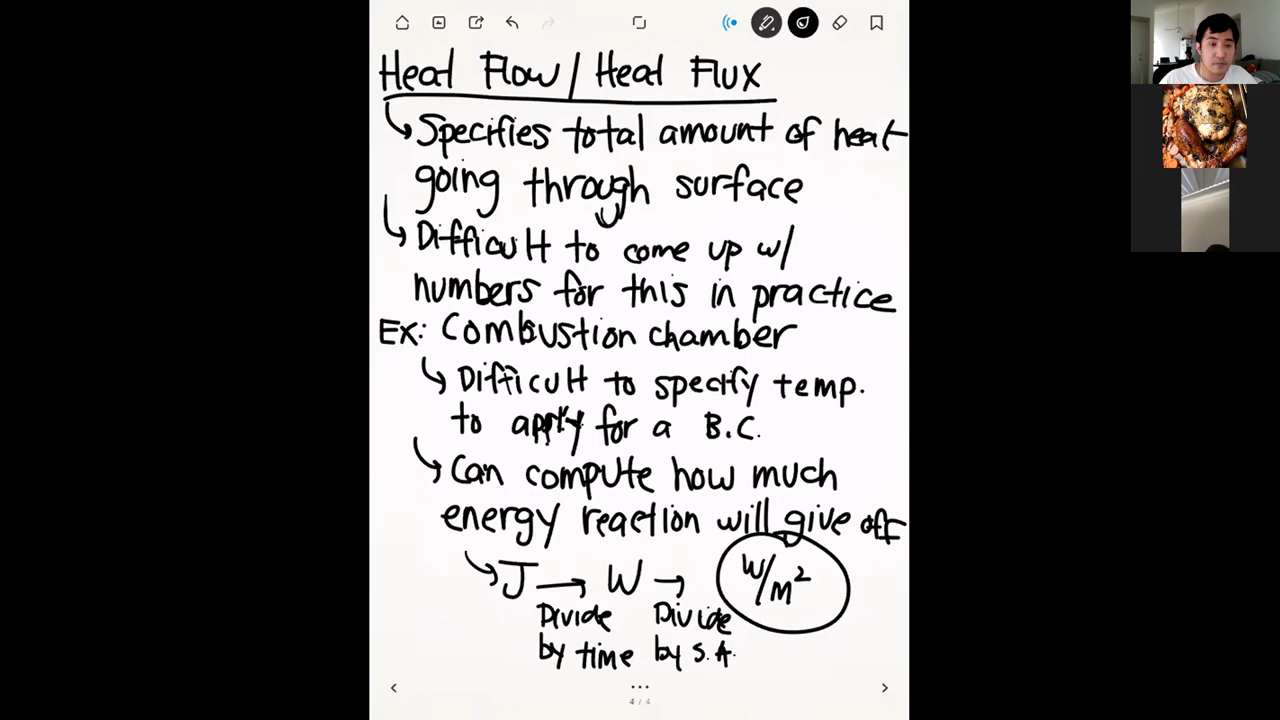 Heat Flow / Heat Flux
Specifies total amount of heat
going through surface
Difficult to come up w/
numbers for this in practice
Ex: Combustion chamber
Difficult to specify temp.
to apply for a B.C.
Can compute how much
energy reaction will give off
J → W → W/m²
Divide Divide
by time by S.A.
4 / 4